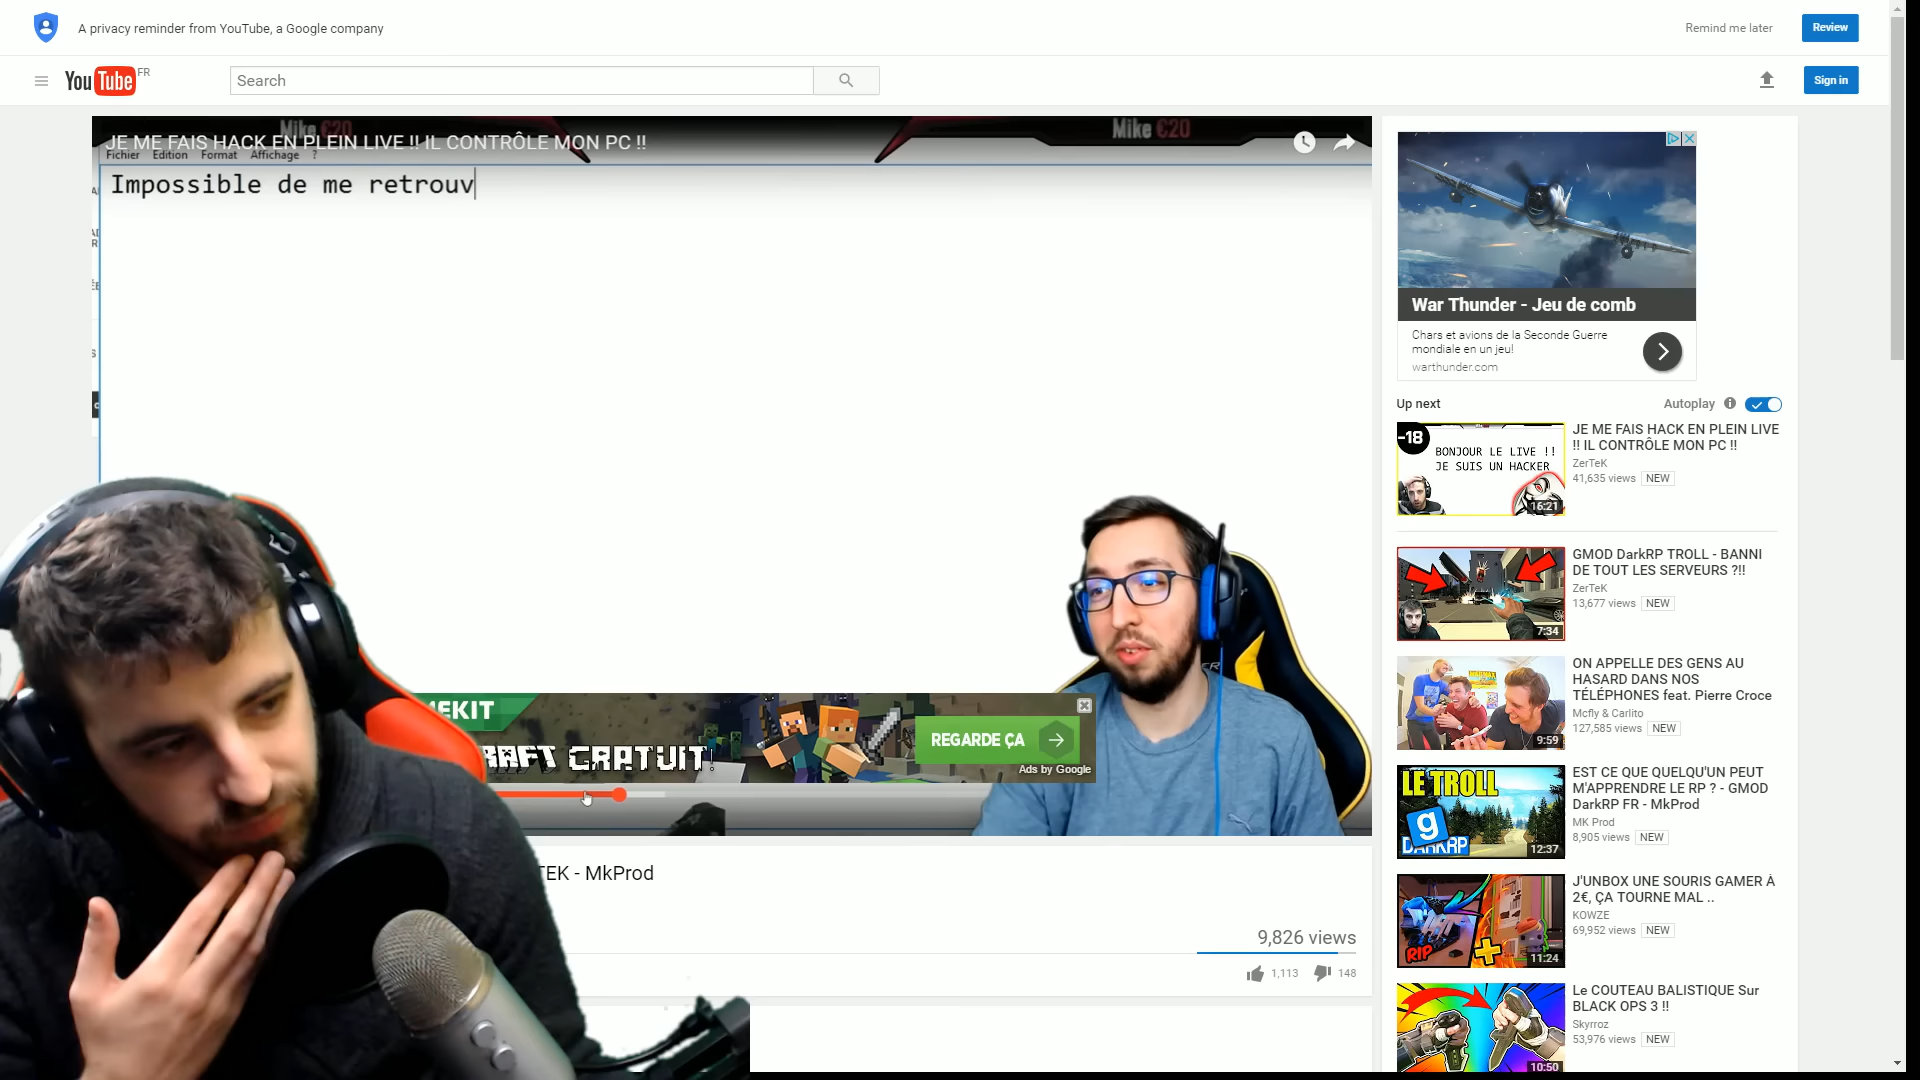 A privacy reminder from YouTube, a Google company
Remind me later
Review
YouTube FR
Search
Sign in
Mike €20
Mike €20
JE ME FAIS HACK EN PLEIN LIVE !! IL CONTRÔLE MON PC !!
Fichier Edition Format Affichage ?
Impossible de me retrouv
GRATUIT!
REGARDE ÇA
Ads by Google
TEK - MkProd
9,826 views
1,113
148
War Thunder - Jeu de comb
Chars et avions de la Seconde Guerre
mondiale en un jeu!
warthunder.com
Up next
Autoplay
-18
BONJOUR LE LIVE !!
JE SUIS UN HACKER
16:21
JE ME FAIS HACK EN PLEIN LIVE
!! IL CONTRÔLE MON PC !!
ZerTeK
41,635 views NEW
7:34
GMOD DarkRP TROLL - BANNI
DE TOUT LES SERVEURS ?!!
ZerTeK
13,677 views NEW
9:59
ON APPELLE DES GENS AU
HASARD DANS NOS
TÉLÉPHONES feat. Pierre Croce
Mcfly & Carlito
127,585 views NEW
LE TROLL
g
DARKRP
12:37
EST CE QUE QUELQU'UN PEUT
M'APPRENDRE LE RP ? - GMOD
DarkRP FR - MkProd
MK Prod
8,905 views NEW
RIP
11:24
J'UNBOX UNE SOURIS GAMER À
2€, ÇA TOURNE MAL ..
KOWZE
69,952 views NEW
10:50
Le COUTEAU BALISTIQUE Sur
BLACK OPS 3 !!
Skyrroz
53,976 views NEW